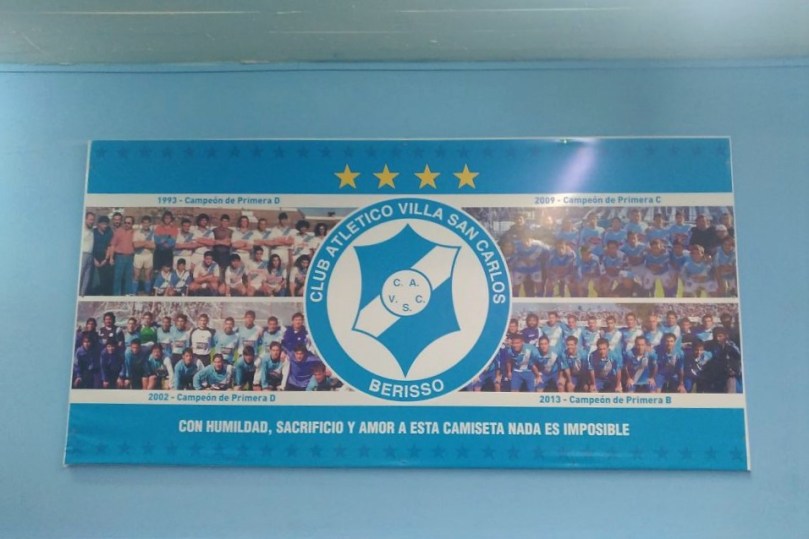 1993 - Campeón de Primera D
2009 - Campeón de Primera C
CLUB ATLETICO VILLA SAN CARLOS
C. A.
V. S. C.
BERISSO
2002 - Campeón de Primera D
2013 - Campeón de Primera B
CON HUMILDAD, SACRIFICIO Y AMOR A ESTA CAMISETA NADA ES IMPOSIBLE